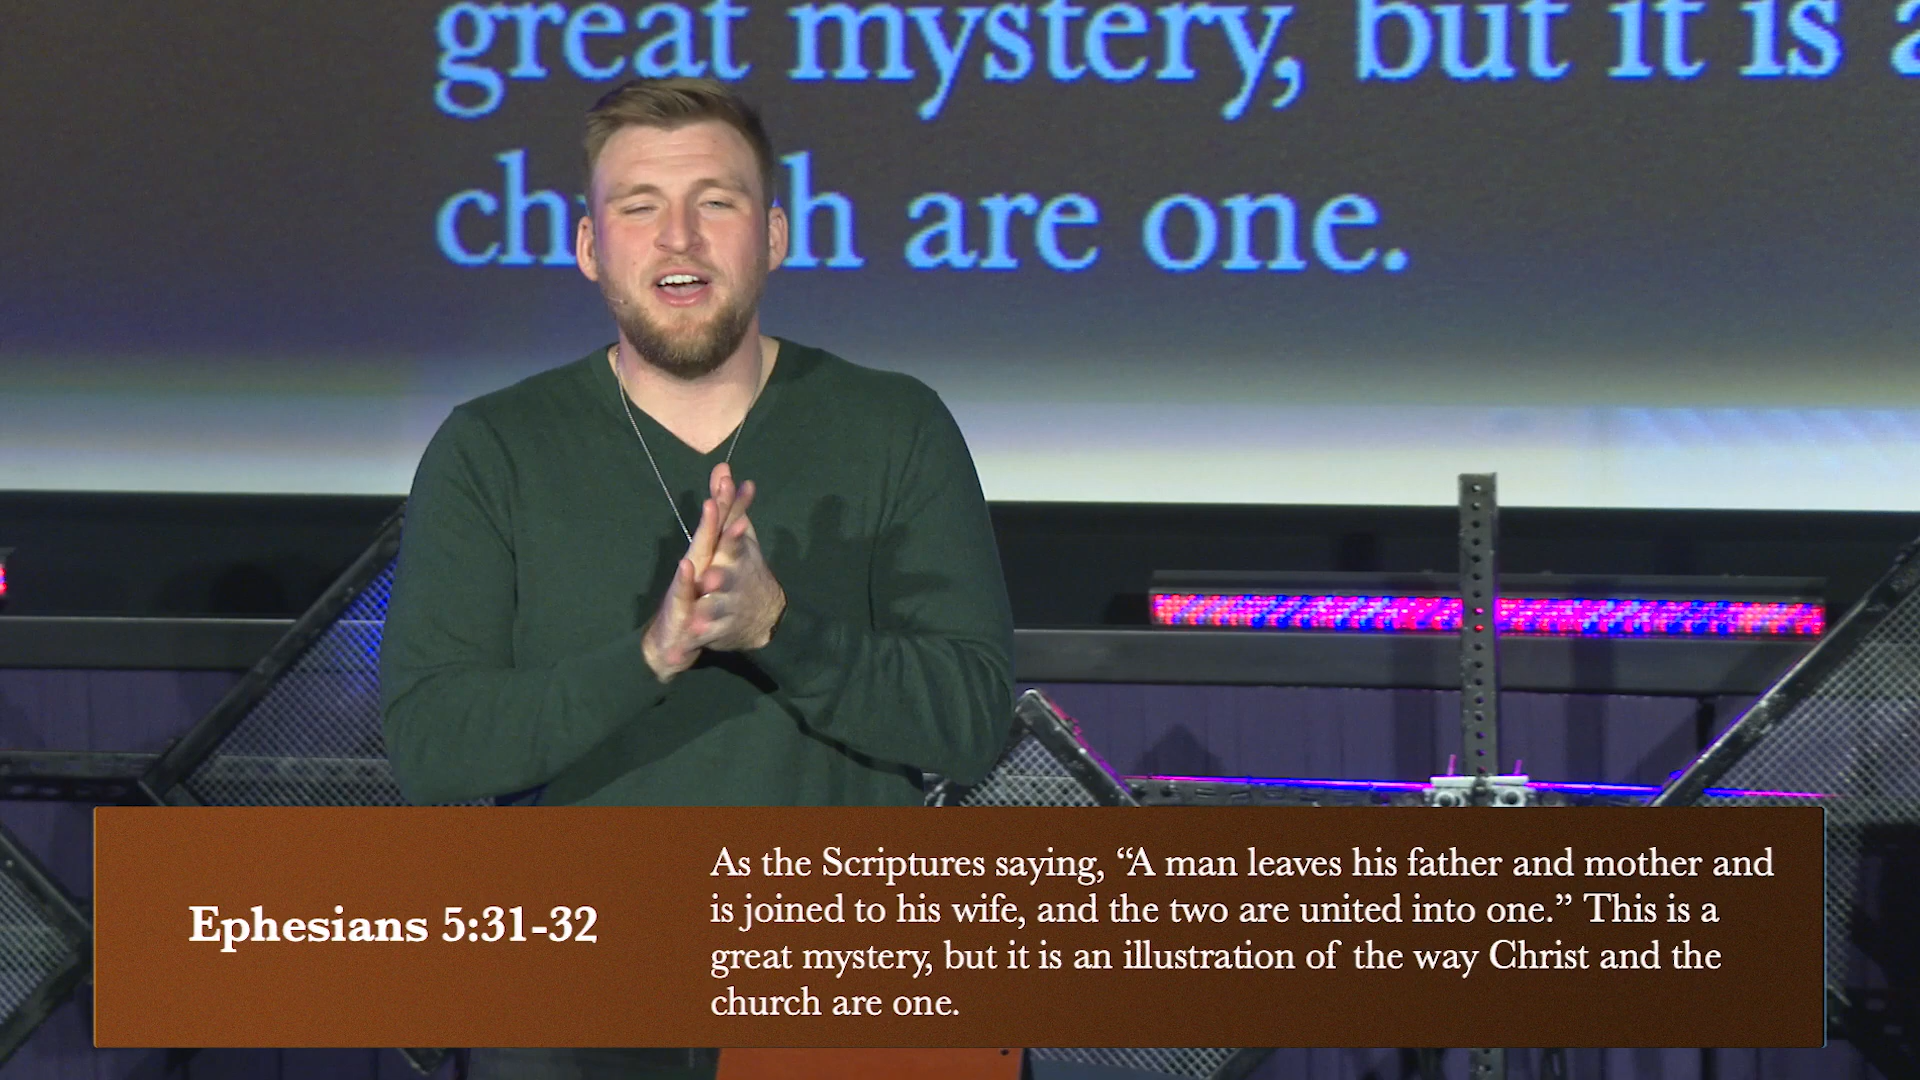 great mystery, but it is a
church are one.
Ephesians 5:31-32
As the Scriptures saying, “A man leaves his father and mother and
is joined to his wife, and the two are united into one.” This is a
great mystery, but it is an illustration of the way Christ and the
church are one.